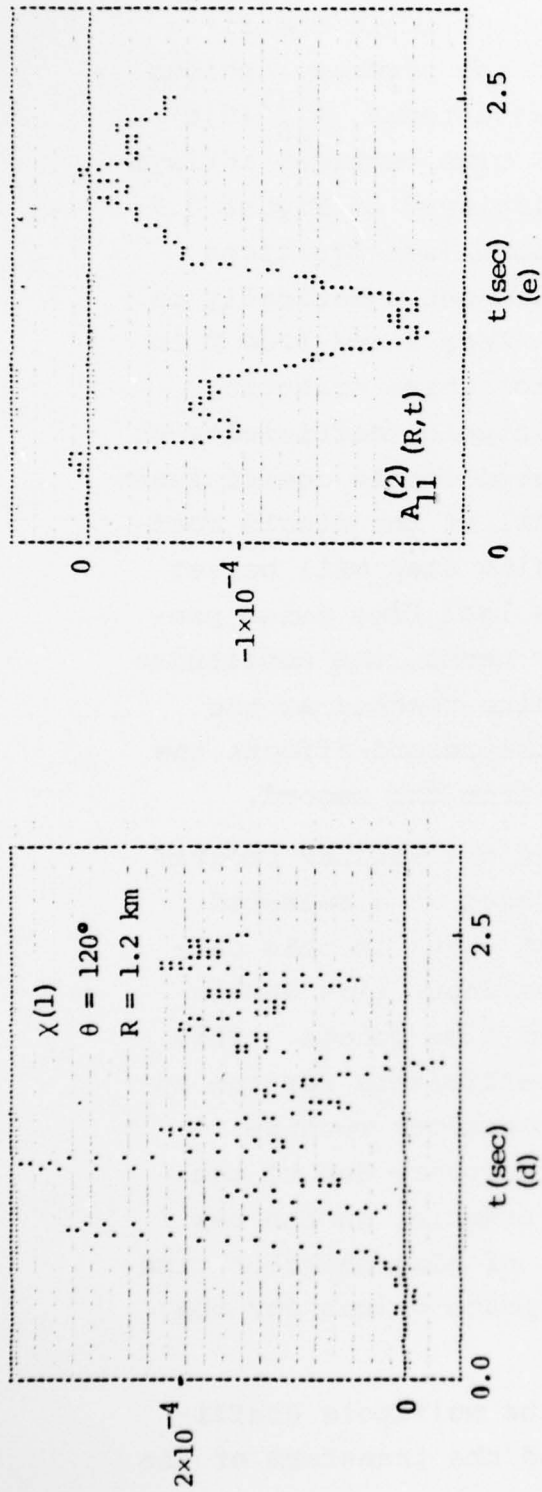 χ(1)
θ = 120°
R = 1.2 km
2×10⁻⁴
0
0.0
2.5
t(sec)
(d)
0
-1×10⁻⁴
A₁₁⁽²⁾(R,t)
0
2.5
t(sec)
(e)